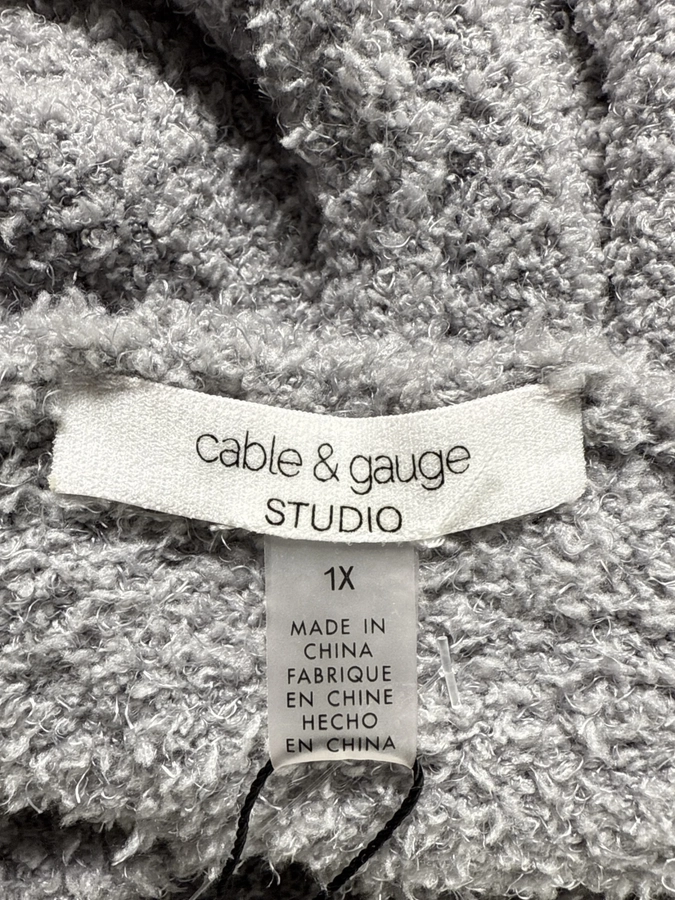 cable & gauge
STUDIO
1X
MADE IN
CHINA
FABRIQUE
EN CHINE
HECHO
EN CHINA